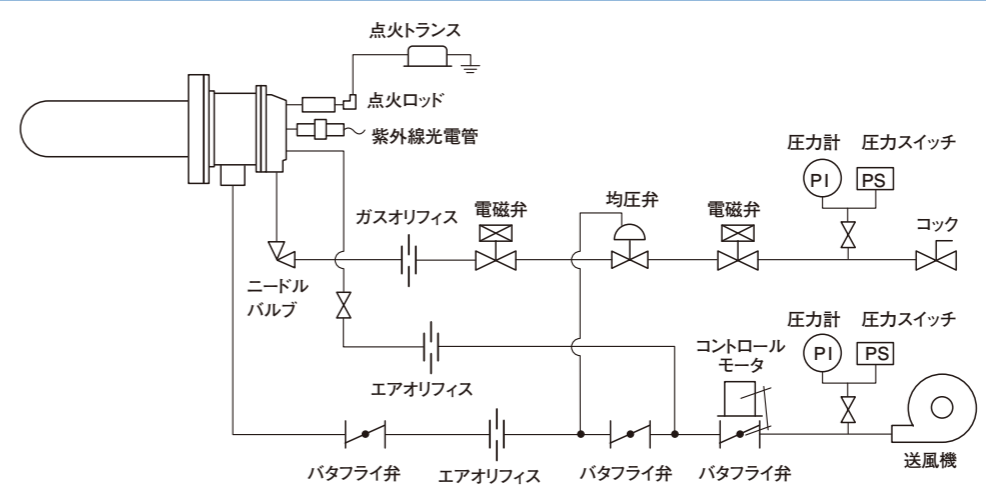 点火トランス
点火ロッド
紫外線光電管
圧力計
圧力スイッチ
PI
PS
均圧弁
電磁弁
電磁弁
ガスオリフィス
コック
ニードル
バルブ
圧力計
圧力スイッチ
コントロール
モータ
PI
PS
エアオリフィス
バタフライ弁
エアオリフィス
バタフライ弁
バタフライ弁
送風機